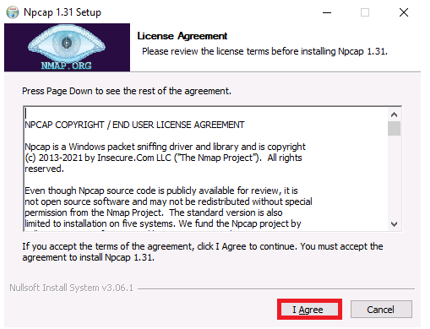 Npcap 1.31 Setup
NMAP.ORG
License Agreement
Please review the license terms before installing Npcap 1.31.
Press Page Down to see the rest of the agreement.
NPCAP COPYRIGHT / END USER LICENSE AGREEMENT
Npcap is a Windows packet sniffing driver and library and is copyright
(c) 2013-2021 by Insecure.Com LLC ("The Nmap Project").  All rights
reserved.
Even though Npcap source code is publicly available for review, it is
not open source software and may not be redistributed without special
permission from the Nmap Project.  The standard version is also
limited to installation on five systems. We fund the Npcap project by
If you accept the terms of the agreement, click I Agree to continue. You must accept the
agreement to install Npcap 1.31.
Nullsoft Install System v3.06.1
I Agree
Cancel